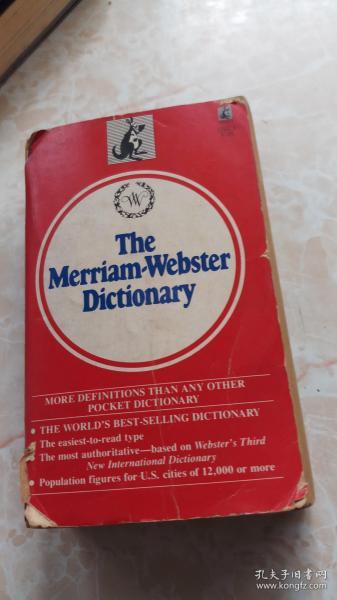 W
The
Merriam-Webster
Dictionary
MORE DEFINITIONS THAN ANY OTHER
POCKET DICTIONARY
• THE WORLD'S BEST-SELLING DICTIONARY
• The easiest-to-read type
The most authoritative—based on Webster's Third
New International Dictionary
• Population figures for U.S. cities of 12,000 or more
孔夫子旧书网
www.kongfz.com